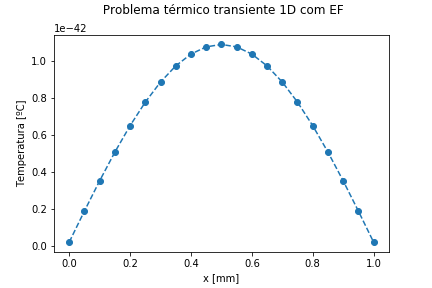 Problema térmico transiente 1D com EF
1e−42
1.0
0.8
0.6
0.4
0.2
0.0
Temperatura [ºC]
0.0 0.2 0.4 0.6 0.8 1.0
x [mm]